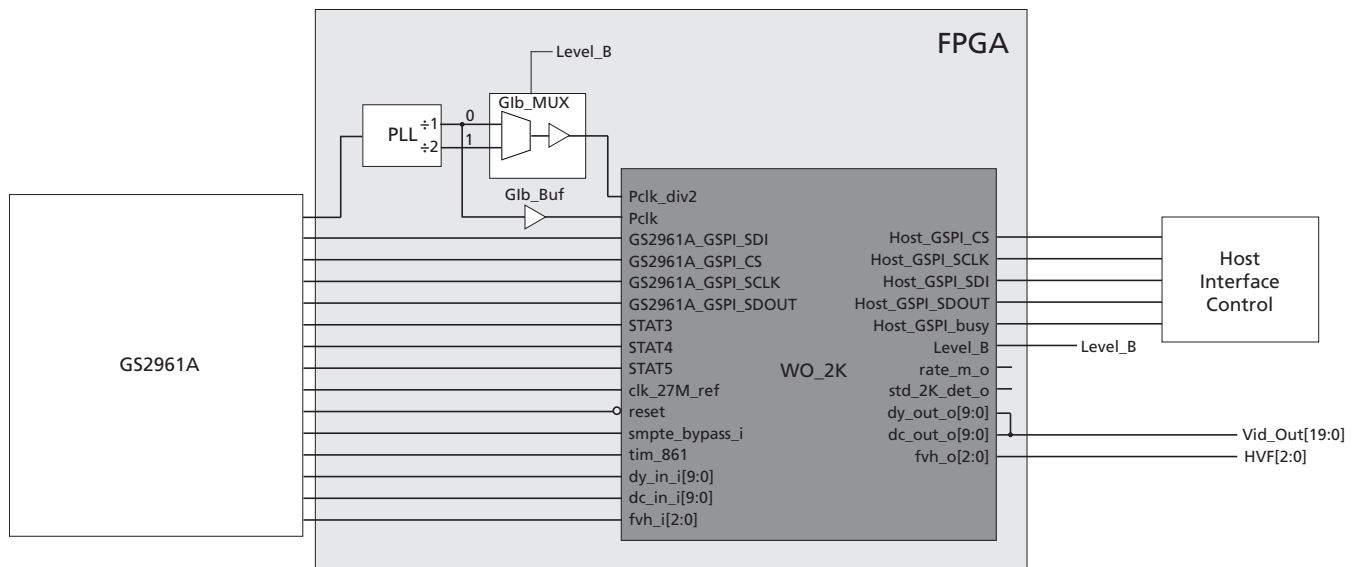 FPGA
Level_B
Glb_MUX
PLL
÷1
÷2
0
1
Glb_Buf
GS2961A
Pclk_div2
Pclk
GS2961A_GSPI_SDI
GS2961A_GSPI_CS
GS2961A_GSPI_SCLK
GS2961A_GSPI_SDOUT
STAT3
STAT4
STAT5
clk_27M_ref
reset
smpte_bypass_i
tim_861
dy_in_i[9:0]
dc_in_i[9:0]
fvh_i[2:0]
WO_2K
Host_GSPI_CS
Host_GSPI_SCLK
Host_GSPI_SDI
Host_GSPI_SDOUT
Host_GSPI_busy
Level_B
rate_m_o
std_2K_det_o
dy_out_o[9:0]
dc_out_o[9:0]
fvh_o[2:0]
Host
Interface
Control
Level_B
Vid_Out[19:0]
HVF[2:0]